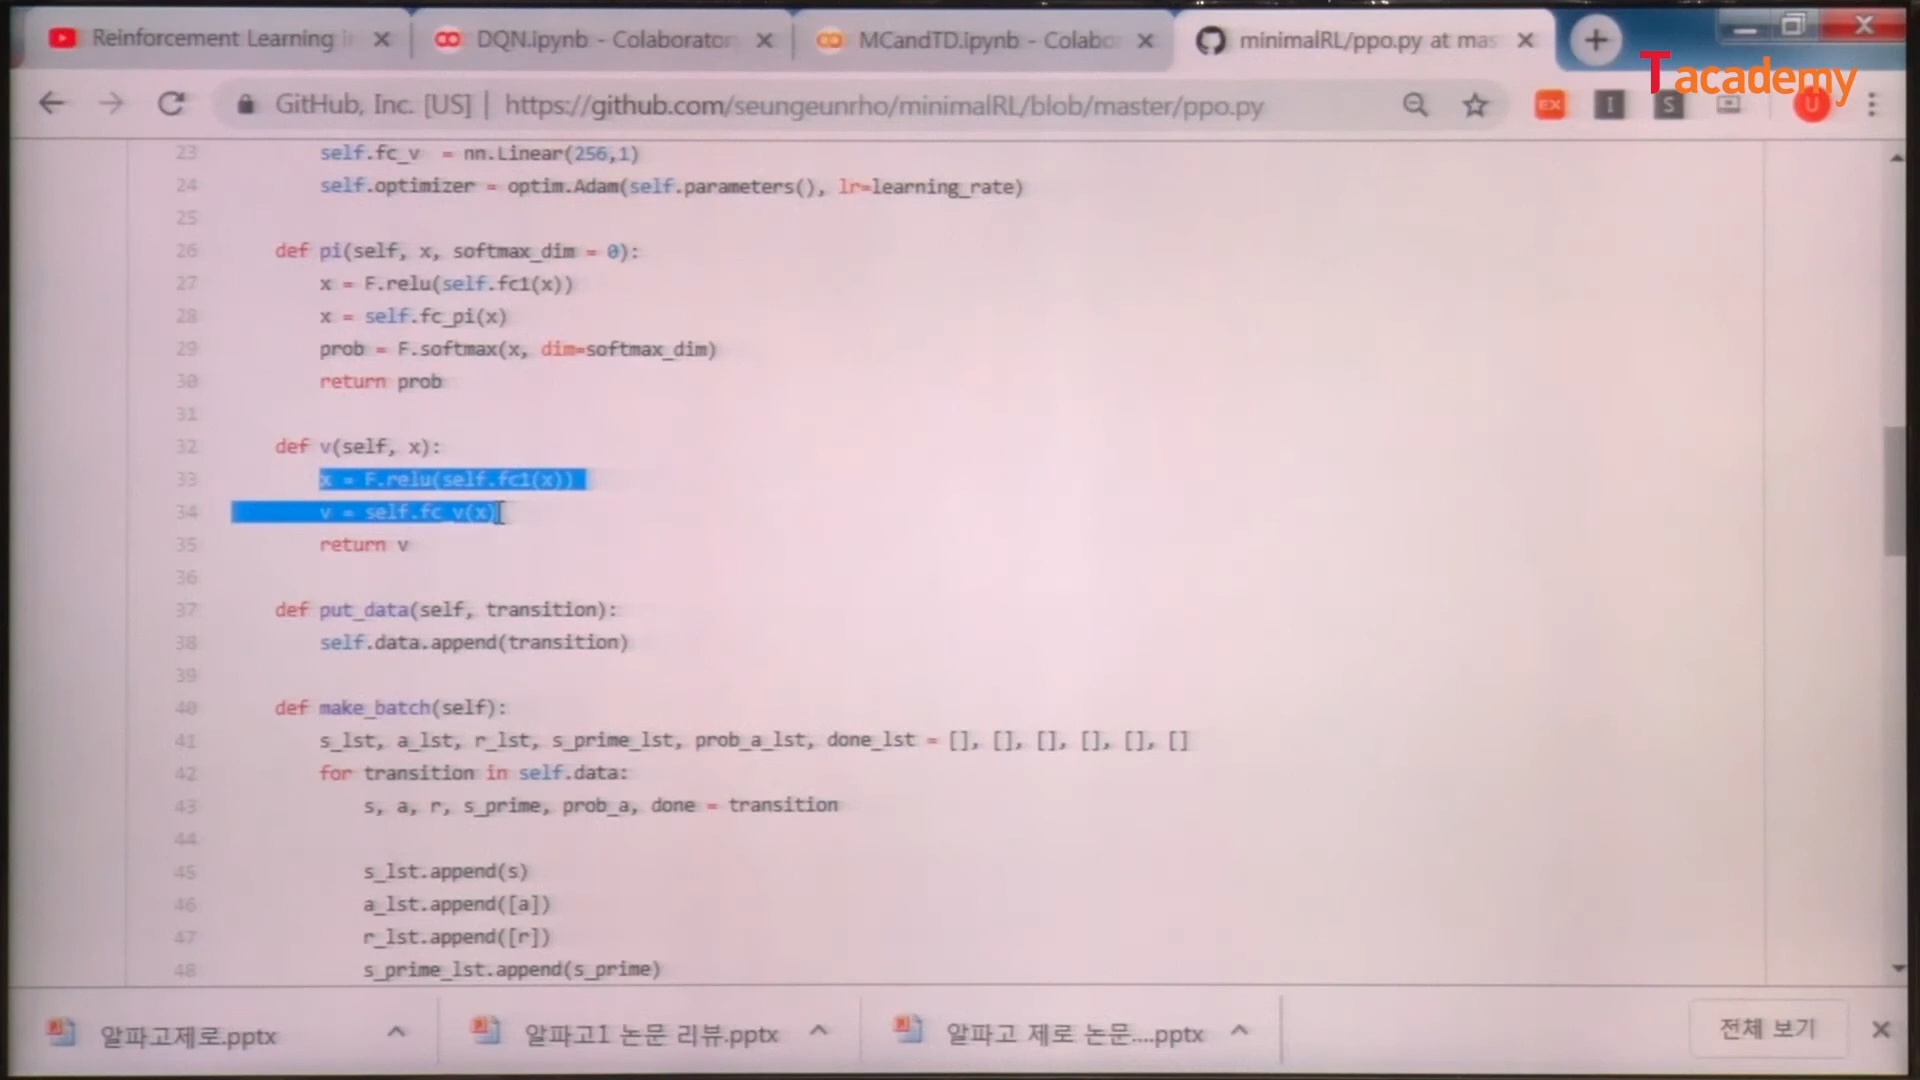 Reinforcement Learning
DQN.ipynb - Colaborator
MCandTD.ipynb - Colabo
minimalRL/ppo.py at mas
Tacademy
GitHub, Inc. [US] | https://github.com/seungeunrho/minimalRL/blob/master/ppo.py
EX
I
S
U
23 self.fc_v = nn.Linear(256,1)
24 self.optimizer = optim.Adam(self.parameters(), lr=learning_rate)
25
26 def pi(self, x, softmax_dim = 0):
27 x = F.relu(self.fc1(x))
28 x = self.fc_pi(x)
29 prob = F.softmax(x, dim=softmax_dim)
30 return prob
31
32 def v(self, x):
33 x = F.relu(self.fc1(x))
34 v = self.fc_v(x)
35 return v
36
37 def put_data(self, transition):
38 self.data.append(transition)
39
40 def make_batch(self):
41 s_lst, a_lst, r_lst, s_prime_lst, prob_a_lst, done_lst = [], [], [], [], [], []
42 for transition in self.data:
43 s, a, r, s_prime, prob_a, done = transition
44
45 s_lst.append(s)
46 a_lst.append([a])
47 r_lst.append([r])
48 s_prime_lst.append(s_prime)
알파고제로.pptx
알파고1 논문 리뷰.pptx
알파고 제로 논문....pptx
전체 보기